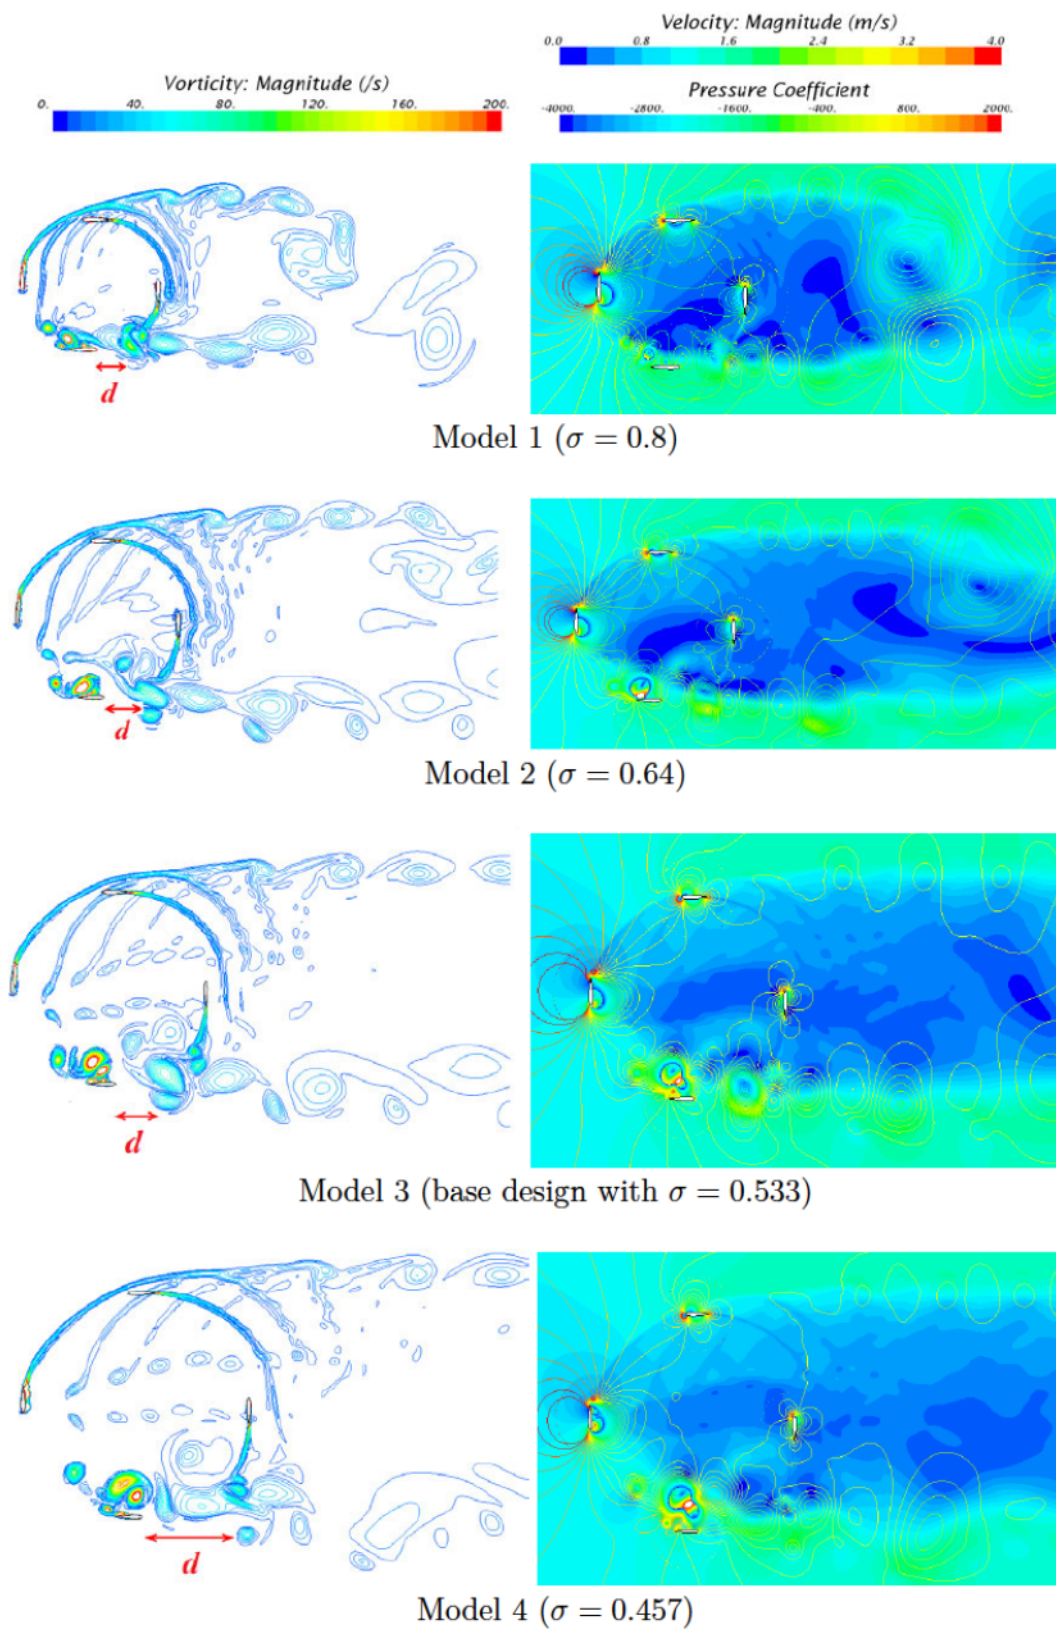 Velocity: Magnitude (m/s)
0.0 0.8 1.6 2.4 3.2 4.0
Vorticity: Magnitude (/s)
0. 40. 80. 120. 160. 200.
Pressure Coefficient
-4000. -2800. -1600. -400. 800. 2000.
d
Model 1 (σ = 0.8)
d
Model 2 (σ = 0.64)
d
Model 3 (base design with σ = 0.533)
d
Model 4 (σ = 0.457)